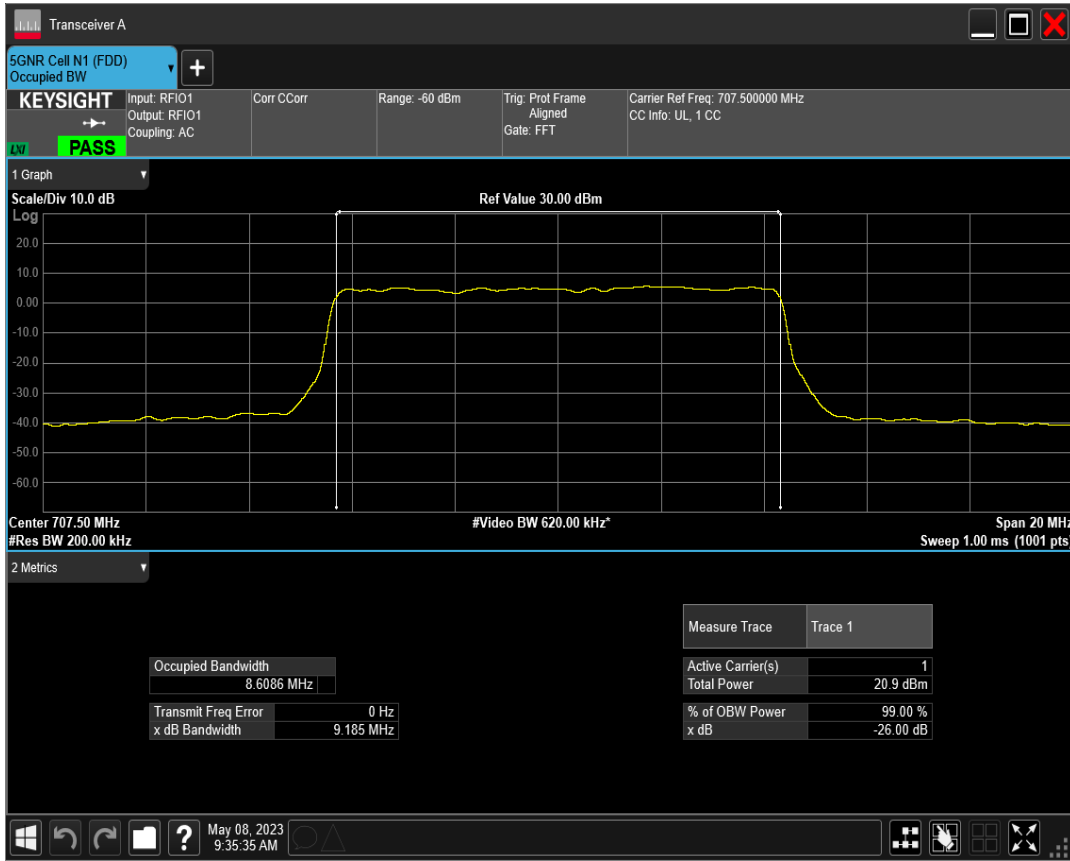 Transceiver A
5GNR Cell N1 (FDD)
Occupied BW
+
KEYSIGHT
LXI
PASS
Input: RFIO1
Output: RFIO1
Coupling: AC
Corr CCorr
Range: -60 dBm
Trig: Prot Frame
Aligned
Gate: FFT
Carrier Ref Freq: 707.500000 MHz
CC Info: UL, 1 CC
1 Graph
Scale/Div 10.0 dB
Ref Value 30.00 dBm
Log
20.0
10.0
0.00
-10.0
-20.0
-30.0
-40.0
-50.0
-60.0
Center 707.50 MHz
#Video BW 620.00 kHz*
Span 20 MHz
#Res BW 200.00 kHz
Sweep 1.00 ms (1001 pts)
2 Metrics
Measure Trace Trace 1
Occupied Bandwidth
8.6086 MHz
Active Carrier(s) 1
Total Power 20.9 dBm
Transmit Freq Error 0 Hz
x dB Bandwidth 9.185 MHz
% of OBW Power 99.00 %
x dB -26.00 dB
?
May 08, 2023
9:35:35 AM